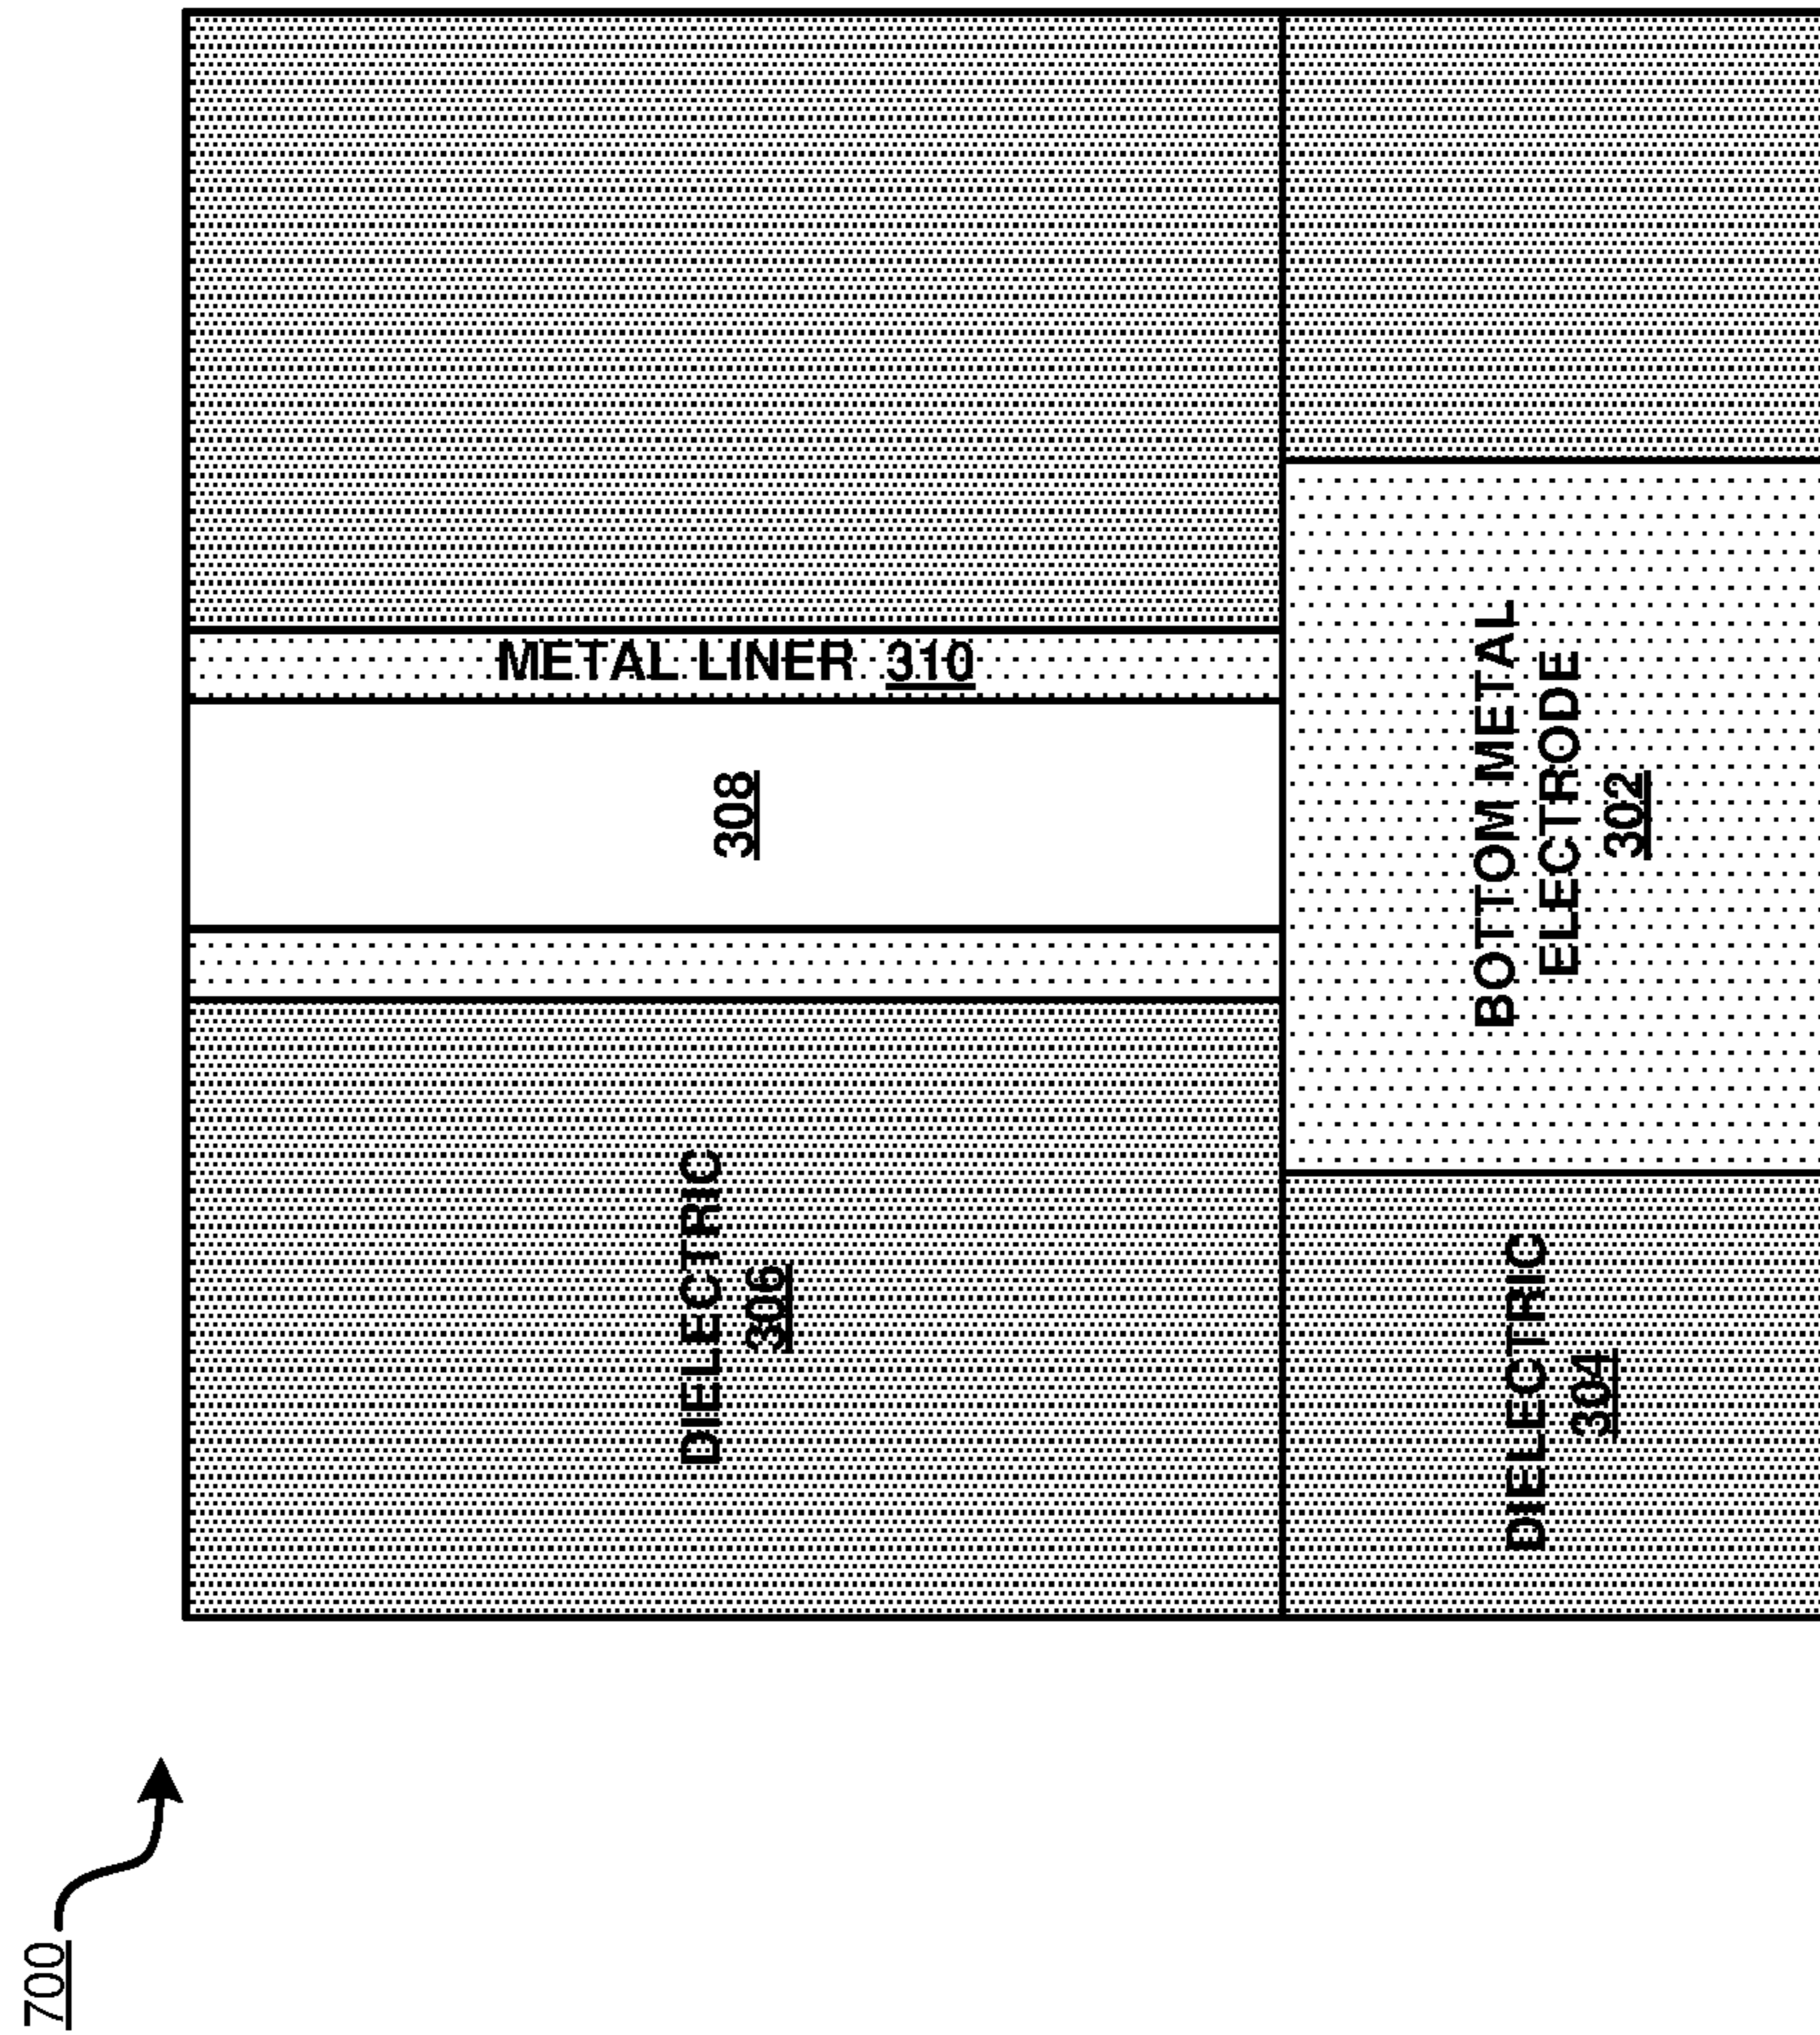 700
DIELECTRIC
306
308
METAL LINER 310
DIELECTRIC
304
BOTTOM METAL
ELECTRODE
302